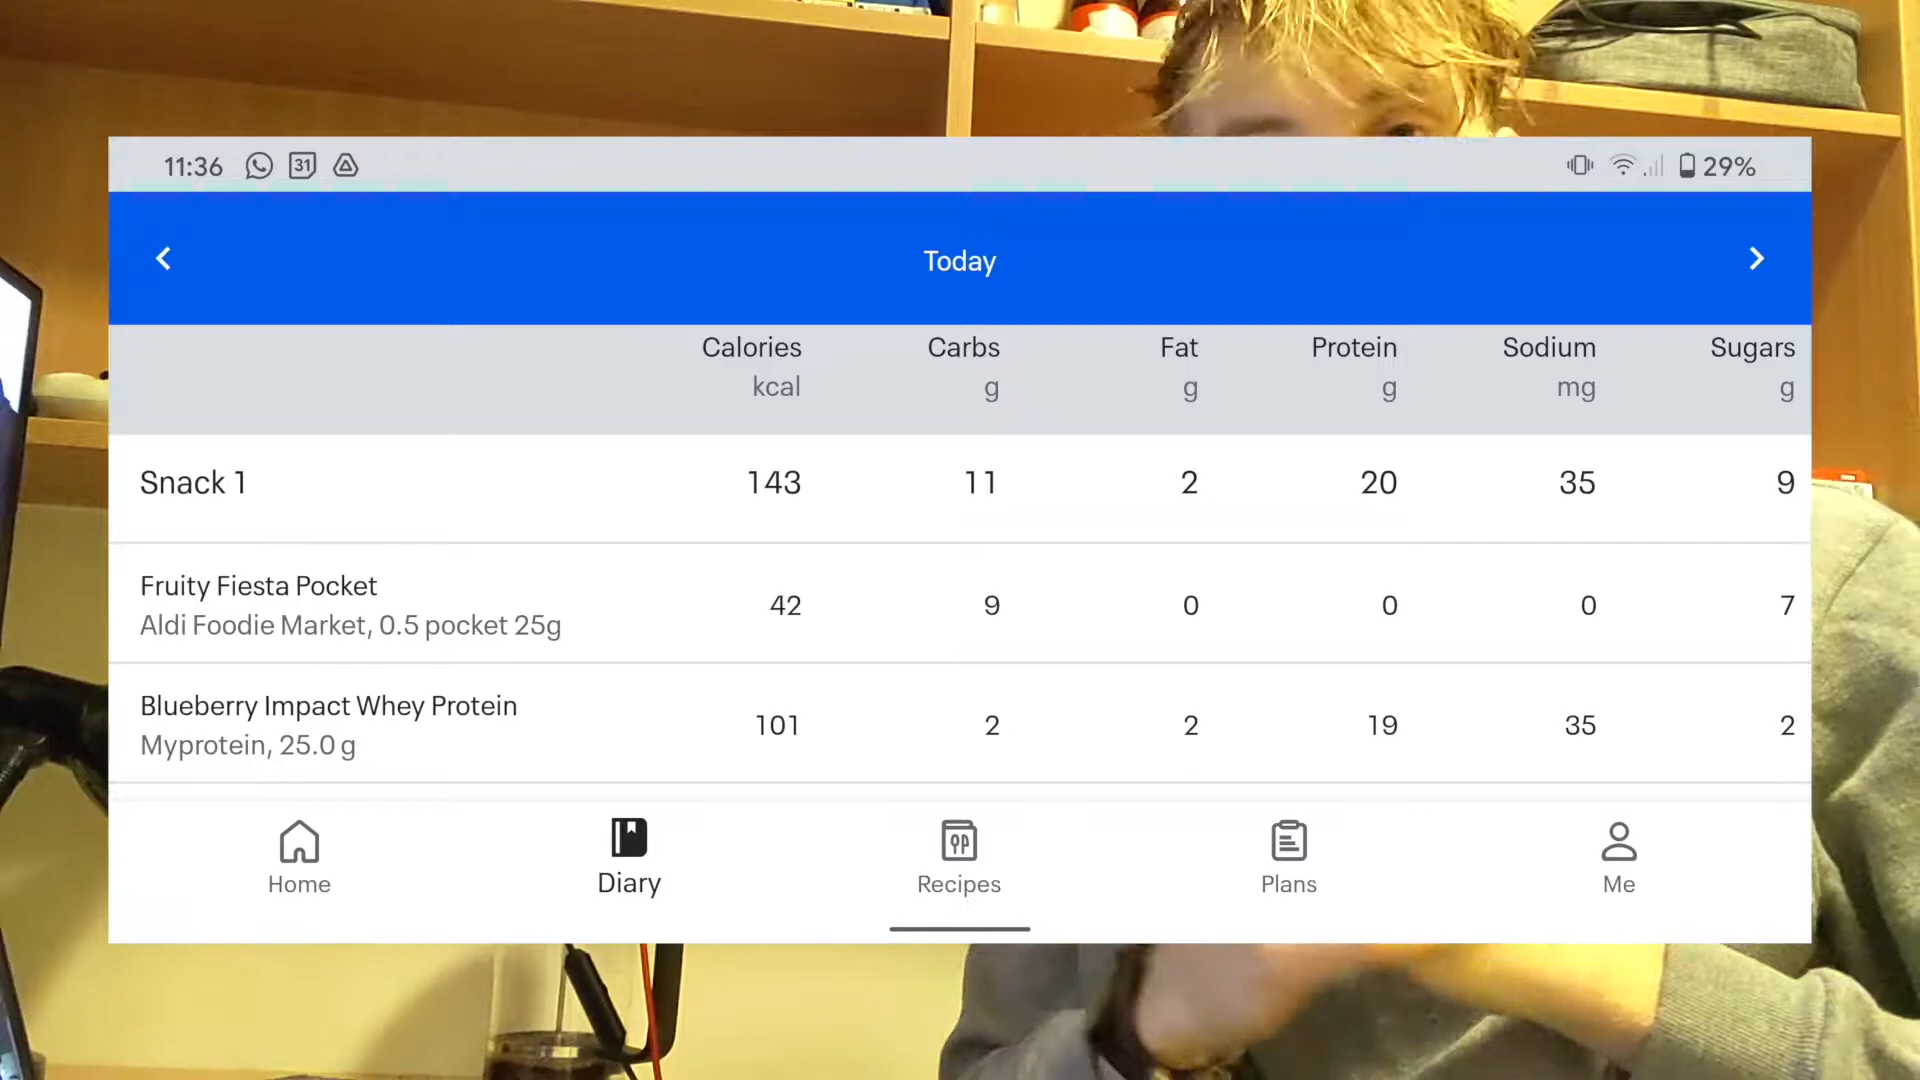 11:36 31 29%
Today
Calories Carbs Fat Protein Sodium Sugars
kcal g g g mg g
Snack 1 143 11 2 20 35 9
Fruity Fiesta Pocket
Aldi Foodie Market, 0.5 pocket 25g
42 9 0 0 0 7
Blueberry Impact Whey Protein
Myprotein, 25.0 g
101 2 2 19 35 2
Home Diary Recipes Plans Me